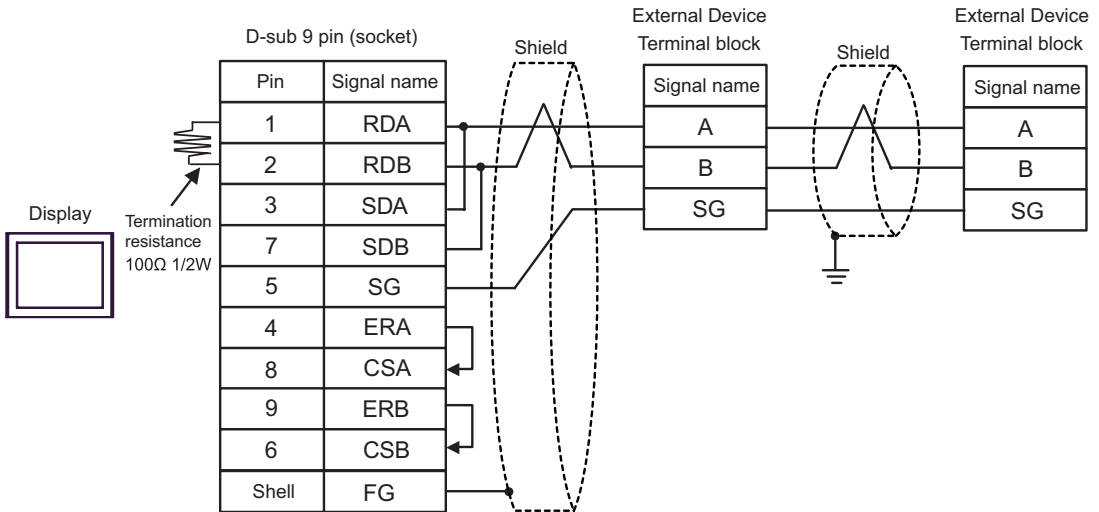 External Device
Terminal block
External Device
Terminal block
D-sub 9 pin (socket)
Shield
Shield
Pin Signal name
1 RDA
2 RDB
3 SDA
7 SDB
5 SG
4 ERA
8 CSA
9 ERB
6 CSB
Shell FG
Signal name
A
B
SG
Signal name
A
B
SG
Display
Termination
resistance
100Ω 1/2W